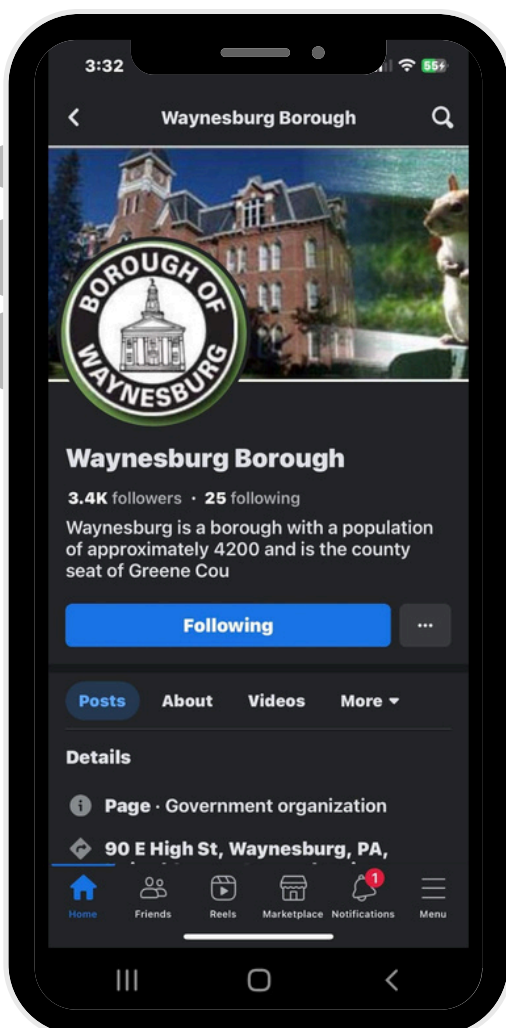 3:32
55
Waynesburg Borough
BOROUGH OF
WAYNESBURG
Waynesburg Borough
3.4K followers · 25 following
Waynesburg is a borough with a population
of approximately 4200 and is the county
seat of Greene Cou
Following
Posts About Videos More
Details
Page · Government organization
90 E High St, Waynesburg, PA,
1
Home Friends Reels Marketplace Notifications Menu